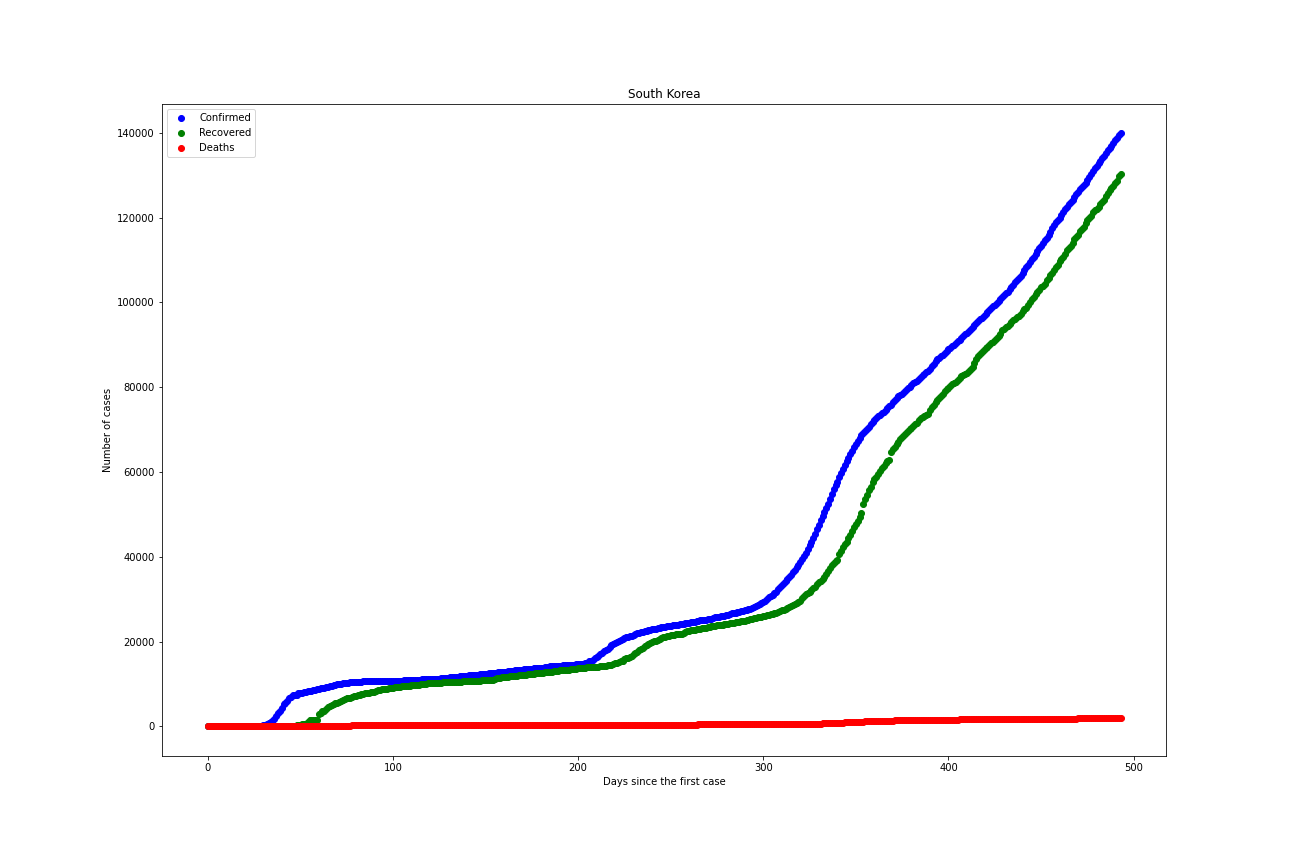 South Korea
Confirmed
Recovered
Deaths
140000
120000
100000
80000
60000
40000
20000
0
Number of cases
0 100 200 300 400 500
Days since the first case